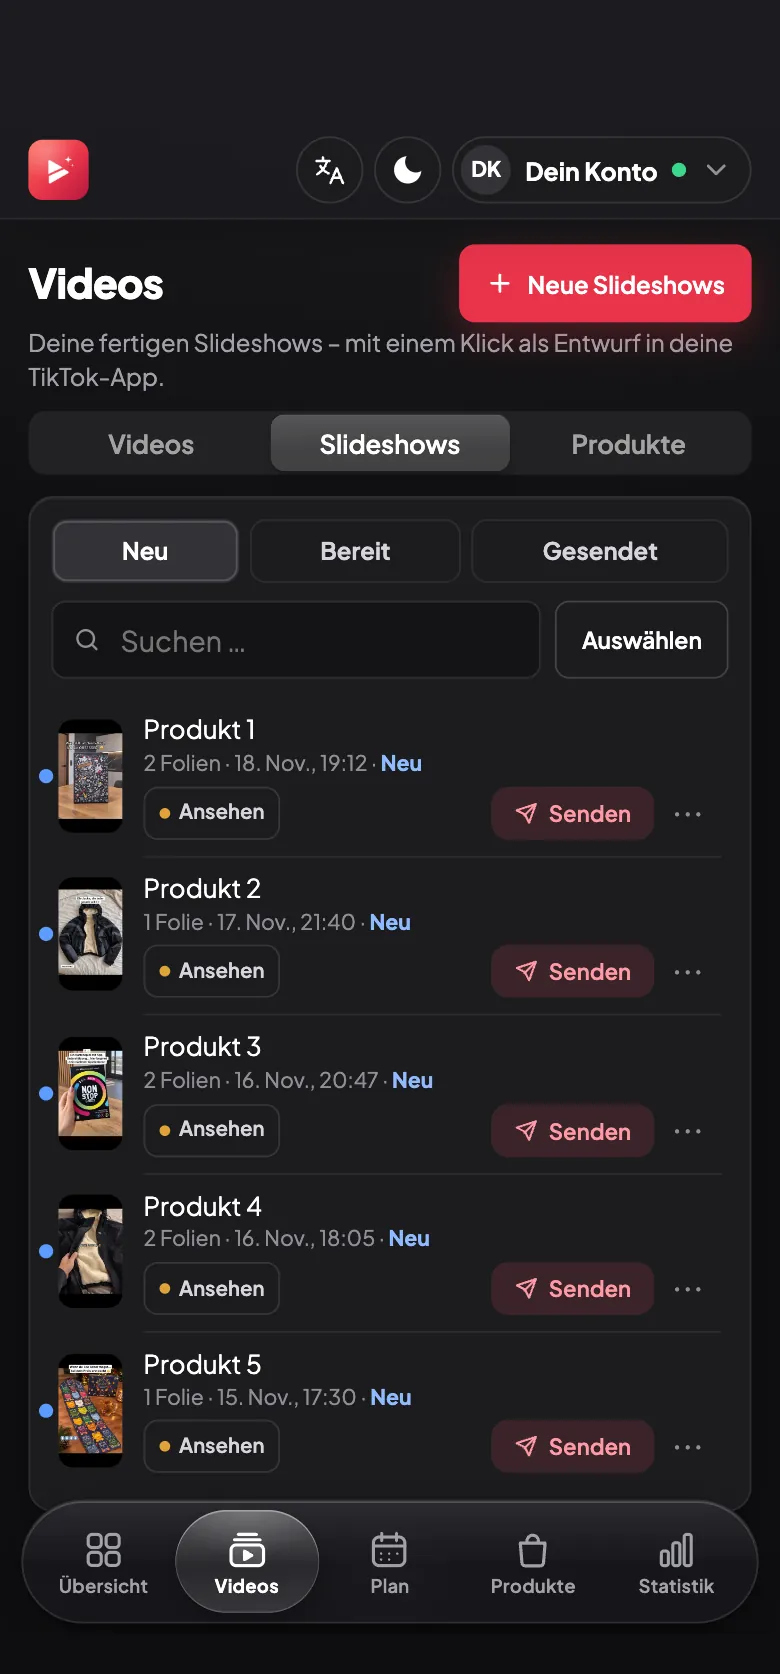 DK Dein Konto
Videos
+ Neue Slideshows
Deine fertigen Slideshows – mit einem Klick als Entwurf in deine
TikTok-App.
Videos Slideshows Produkte
Neu Bereit Gesendet
Suchen ... Auswählen
Produkt 1
2 Folien · 18. Nov., 19:12 · Neu
Ansehen Senden ...
Produkt 2
1 Folie · 17. Nov., 21:40 · Neu
Ansehen Senden ...
Produkt 3
2 Folien · 16. Nov., 20:47 · Neu
NON
STOP
Ansehen Senden ...
Produkt 4
2 Folien · 16. Nov., 18:05 · Neu
Ansehen Senden ...
Produkt 5
1 Folie · 15. Nov., 17:30 · Neu
Ansehen Senden ...
Übersicht Videos Plan Produkte Statistik